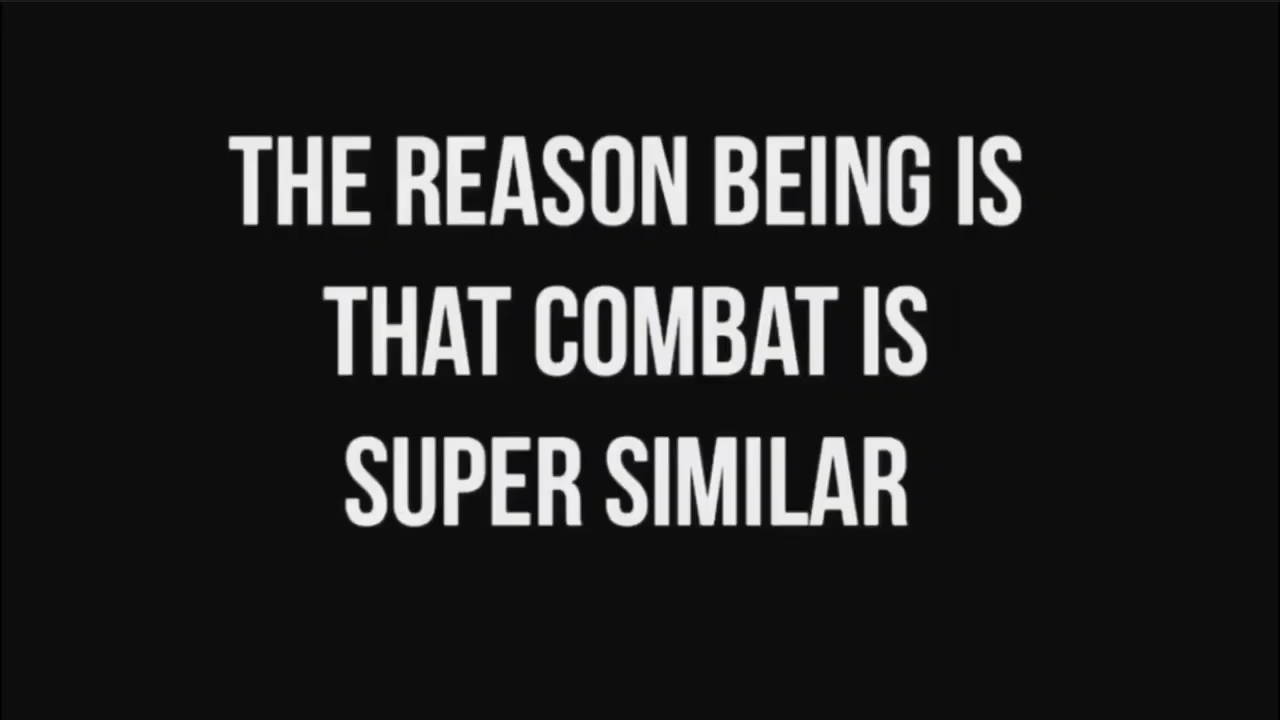 THE REASON BEING IS
THAT COMBAT IS
SUPER SIMILAR